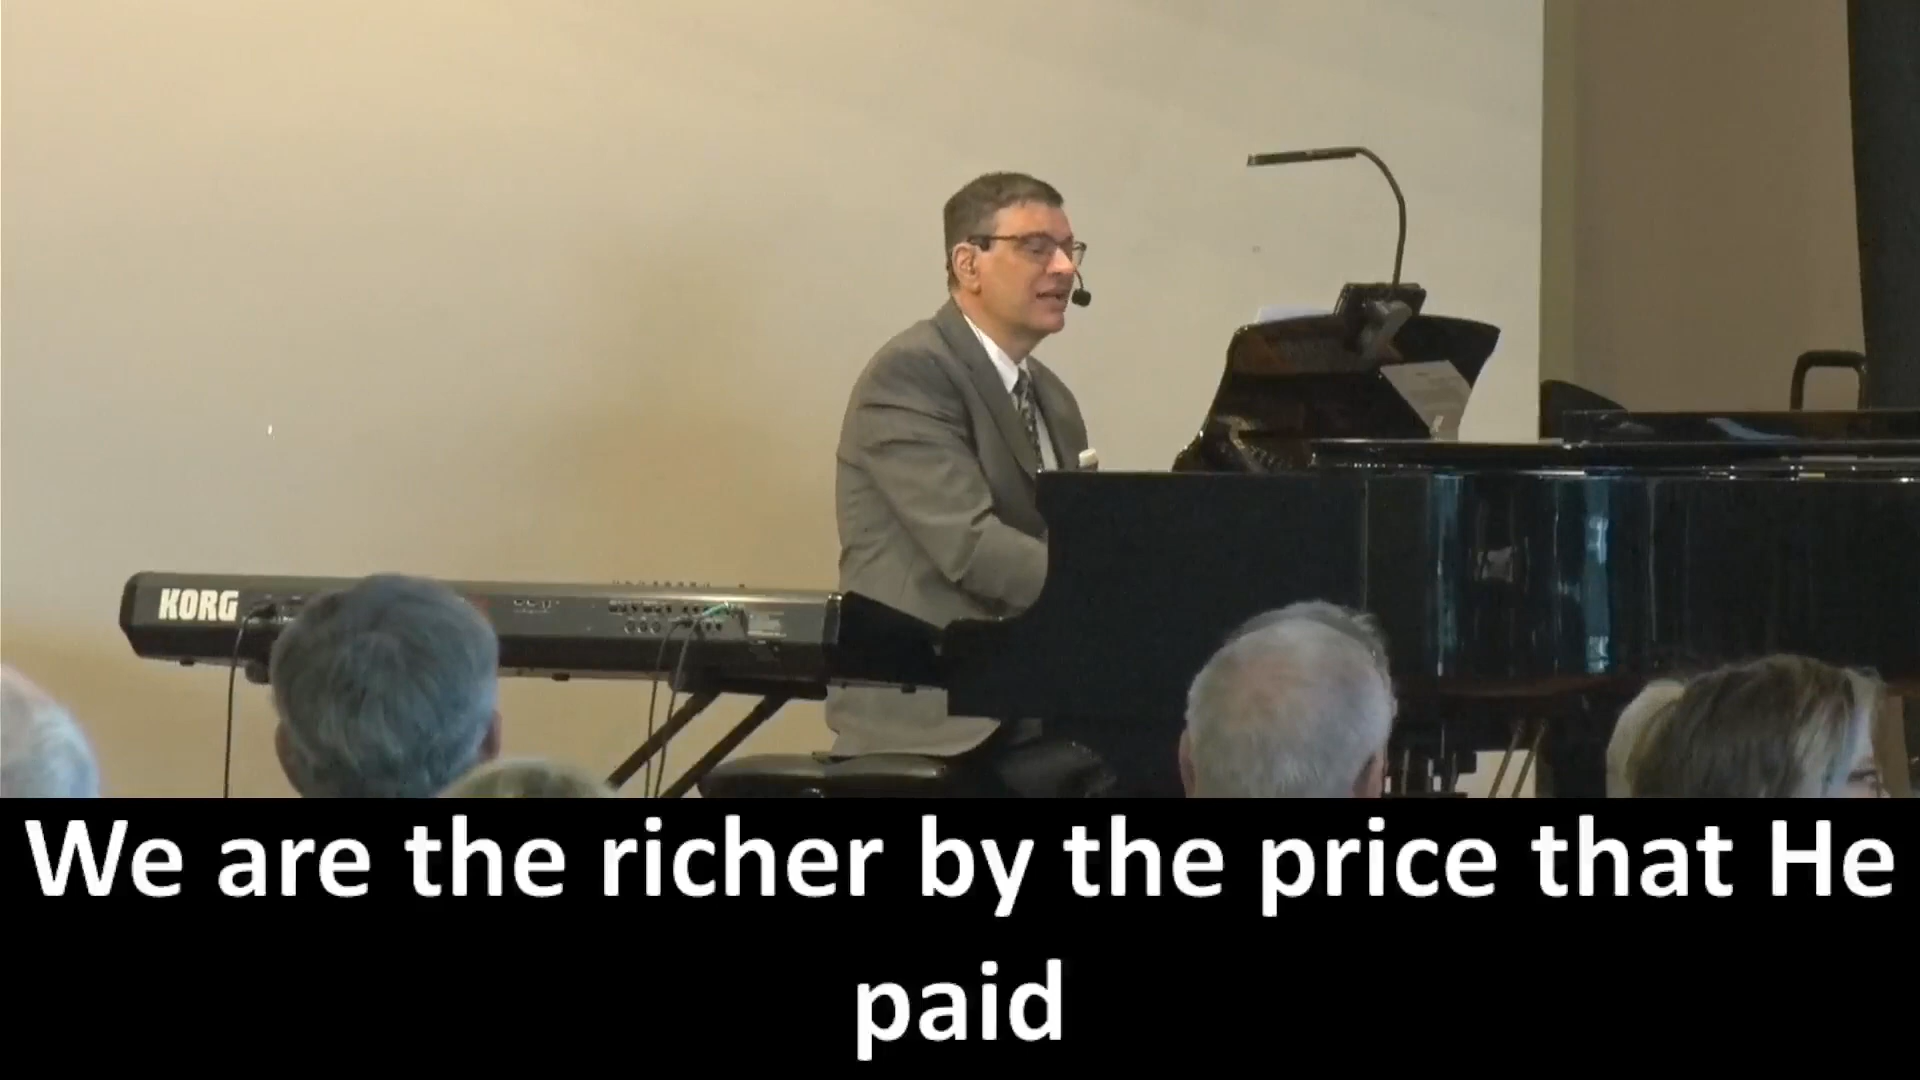 KORG
We are the richer by the price that He
paid